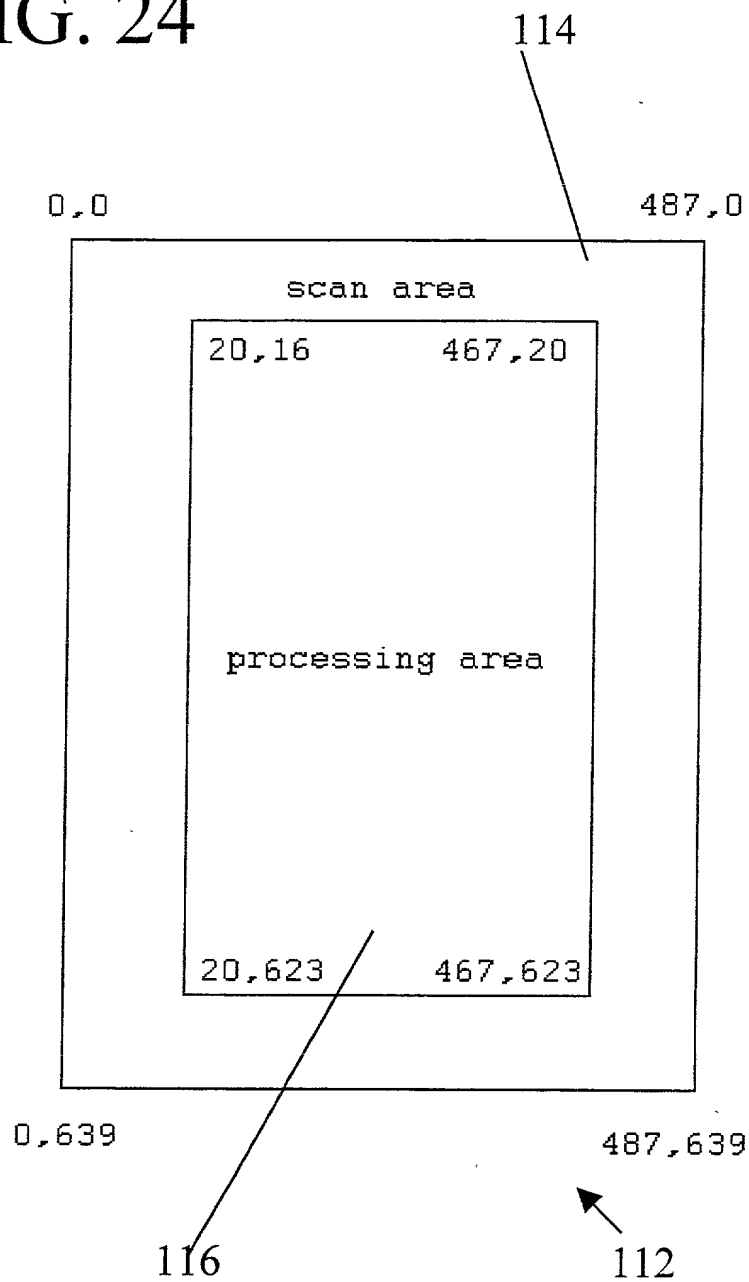 IG. 24
114
0,0 487,0
scan area
20,16 467,20
processing area
20,623 467,623
0,639 487,639
116 112